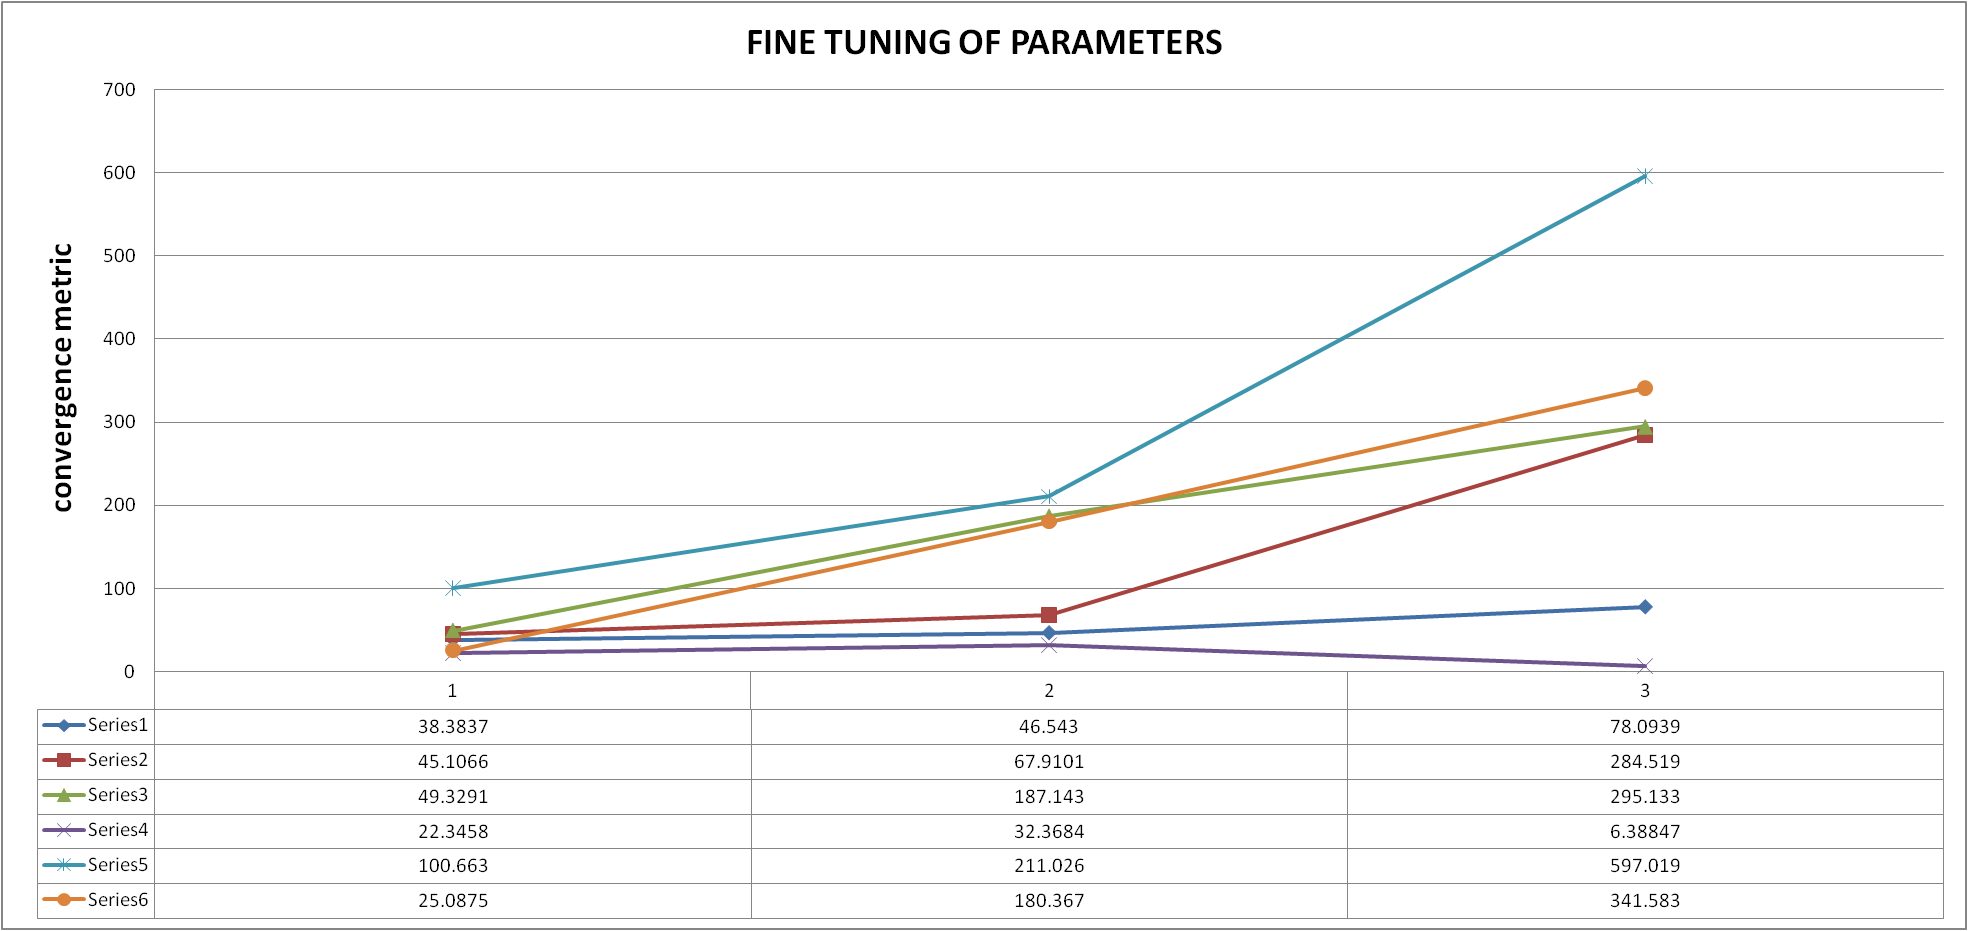 FINE TUNING OF PARAMETERS
700
600
500
400
300
200
100
0
convergence metric
1 2 3
Series1 38.3837 46.543 78.0939
Series2 45.1066 67.9101 284.519
Series3 49.3291 187.143 295.133
Series4 22.3458 32.3684 6.38847
Series5 100.663 211.026 597.019
Series6 25.0875 180.367 341.583